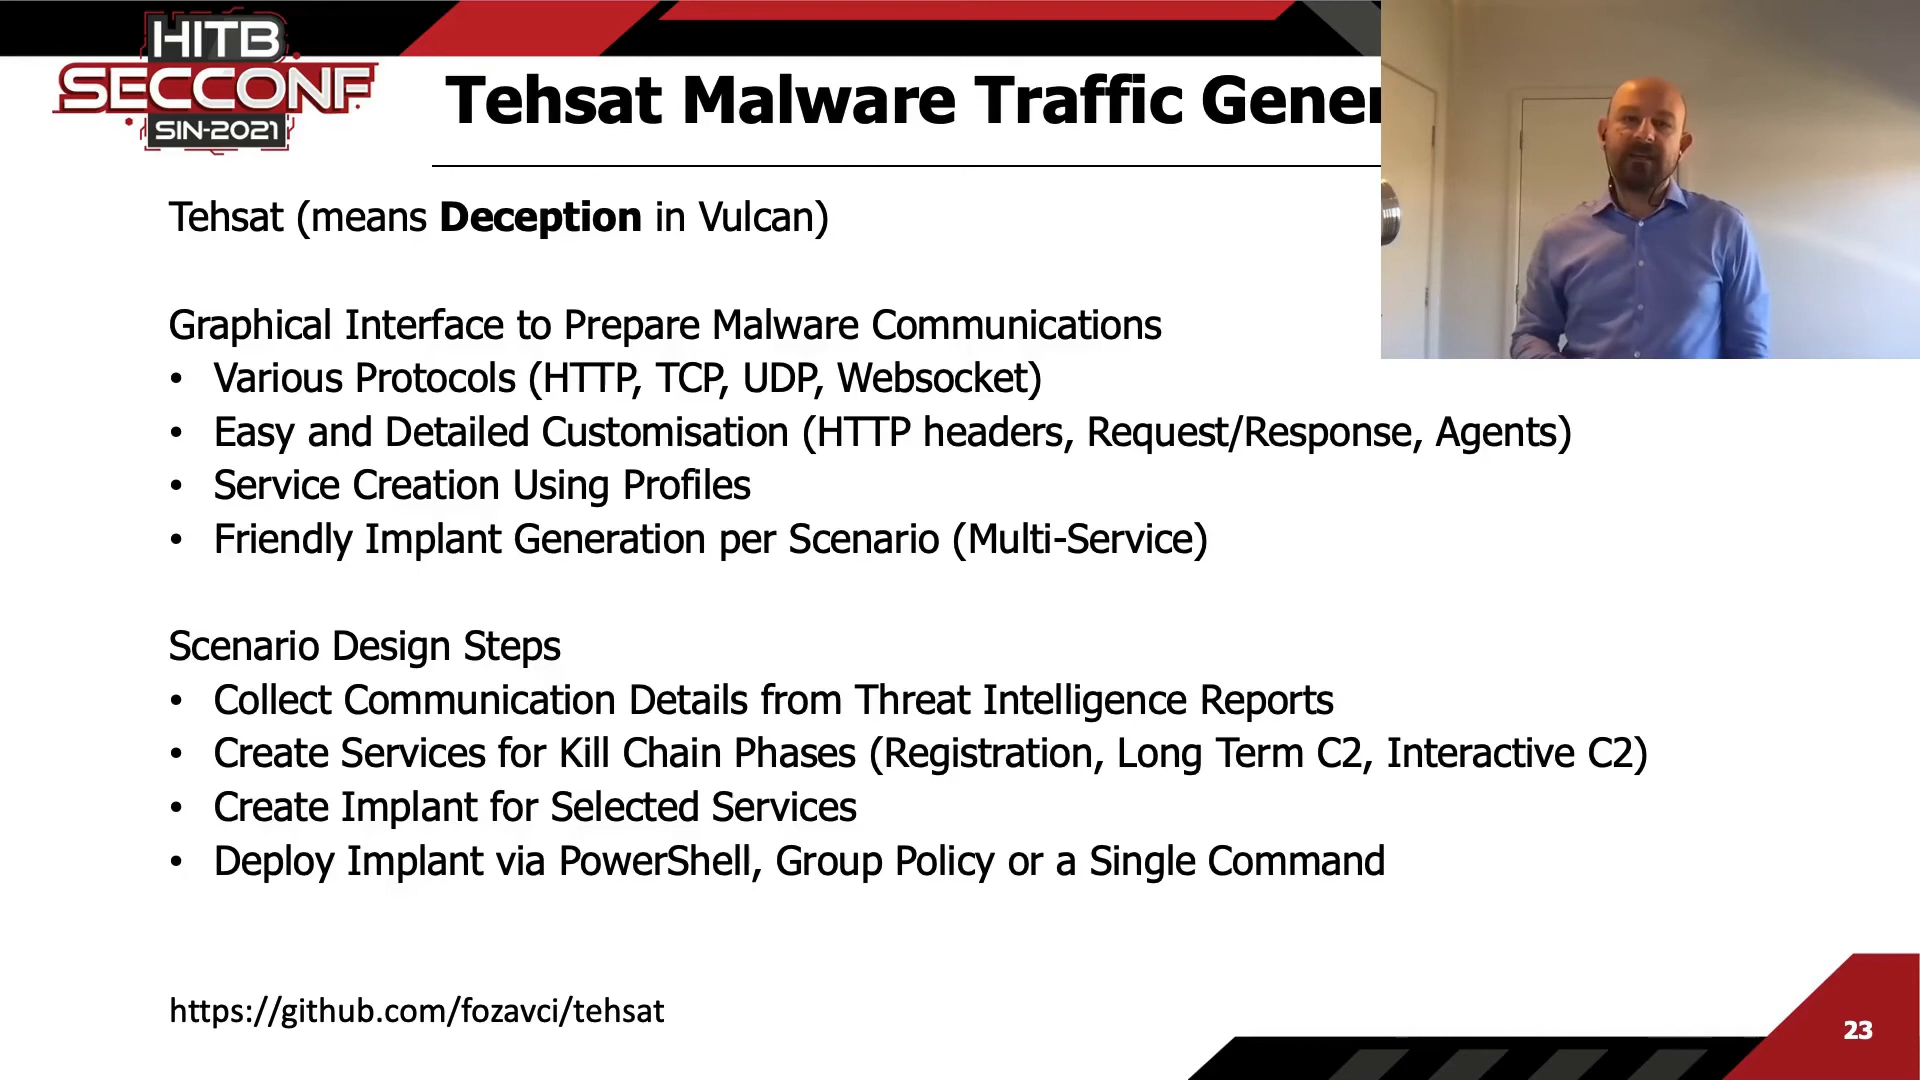 HITB
SECCONF
SIN-2021
Tehsat Malware Traffic Gener
Tehsat (means Deception in Vulcan)
Graphical Interface to Prepare Malware Communications
• Various Protocols (HTTP, TCP, UDP, Websocket)
• Easy and Detailed Customisation (HTTP headers, Request/Response, Agents)
• Service Creation Using Profiles
• Friendly Implant Generation per Scenario (Multi-Service)
Scenario Design Steps
• Collect Communication Details from Threat Intelligence Reports
• Create Services for Kill Chain Phases (Registration, Long Term C2, Interactive C2)
• Create Implant for Selected Services
• Deploy Implant via PowerShell, Group Policy or a Single Command
https://github.com/fozavci/tehsat
23